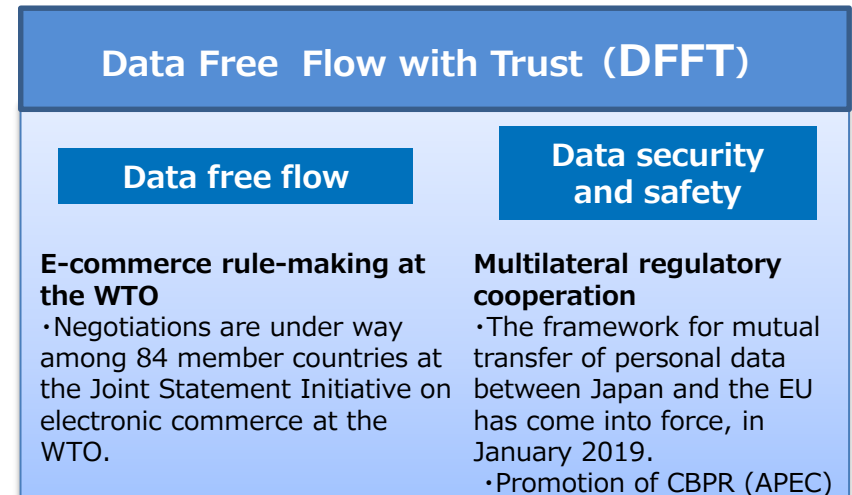 Data Free Flow with Trust（DFFT）
Data free flow
E-commerce rule-making at
the WTO
・Negotiations are under way
among 84 member countries at
the Joint Statement Initiative on
electronic commerce at the
WTO.
Data security
and safety
Multilateral regulatory
cooperation
・The framework for mutual
transfer of personal data
between Japan and the EU
has come into force, in
January 2019.
・Promotion of CBPR (APEC)